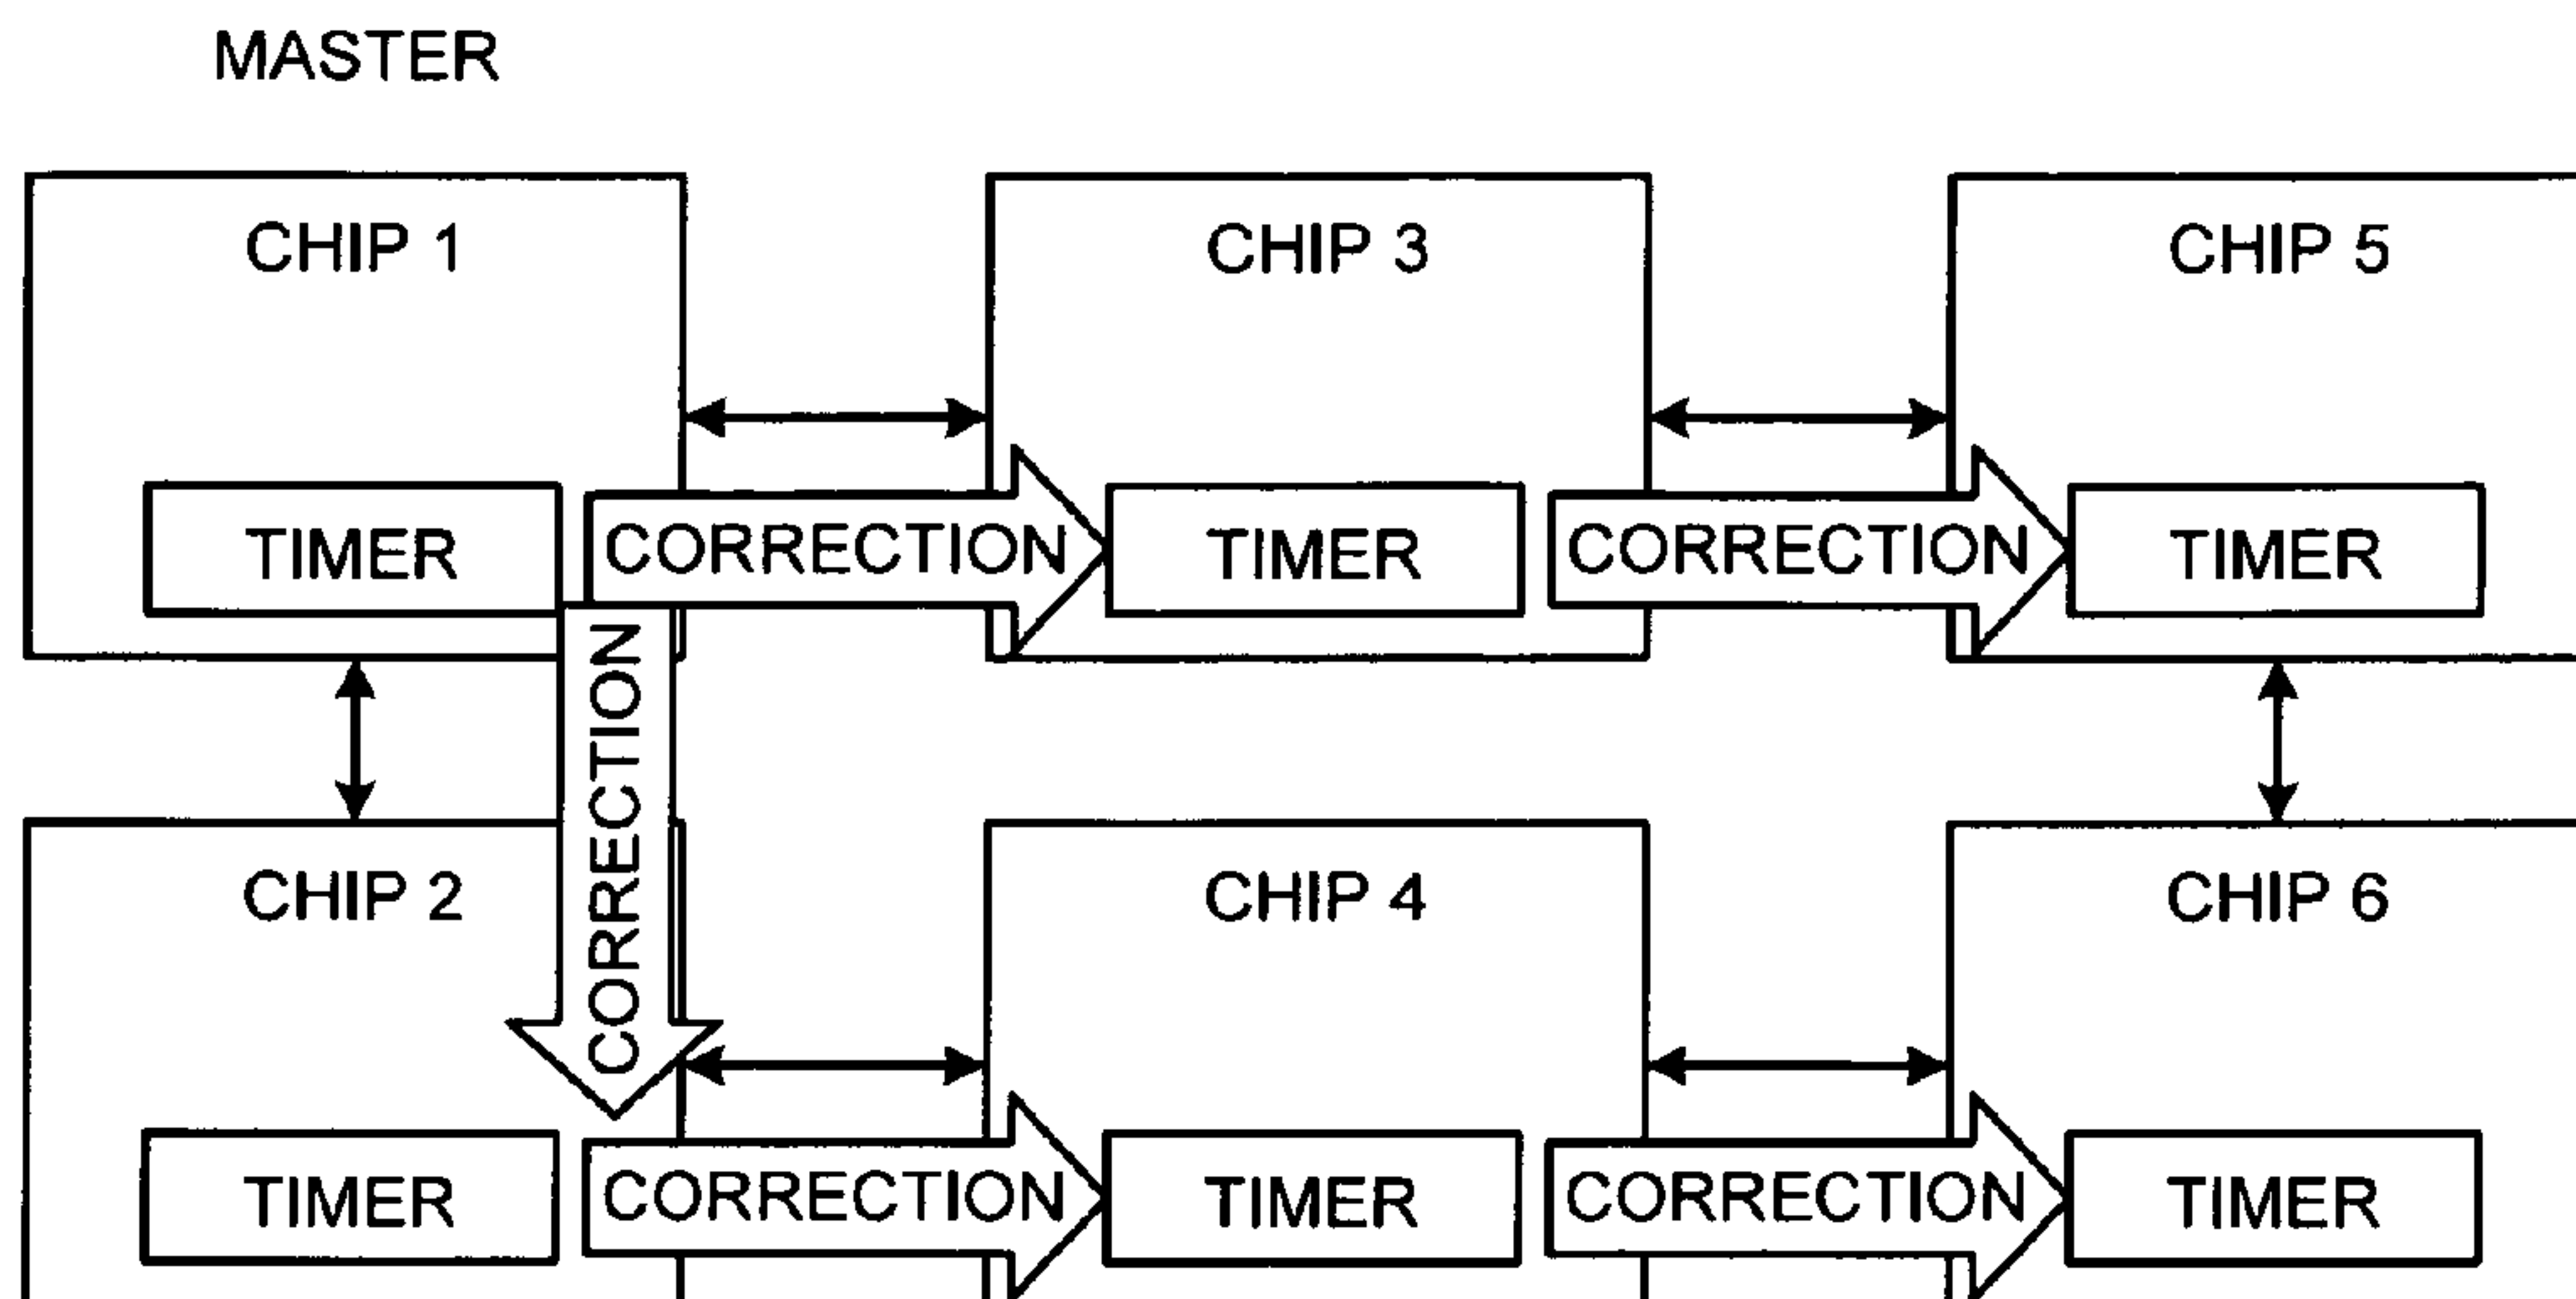 MASTER
CHIP 1
CHIP 3
CHIP 5
TIMER
CORRECTION
TIMER
CORRECTION
TIMER
CORRECTION
CHIP 2
CHIP 4
CHIP 6
TIMER
CORRECTION
TIMER
CORRECTION
TIMER